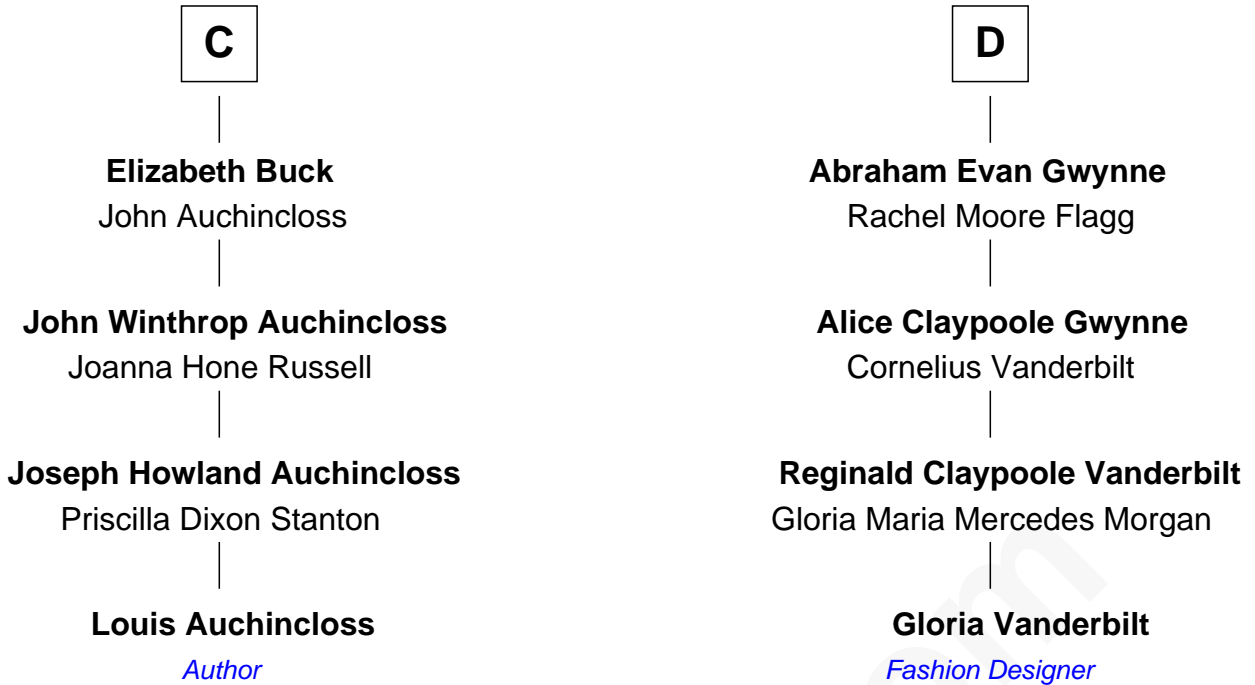 C
Elizabeth Buck
John Auchincloss
John Winthrop Auchincloss
Joanna Hone Russell
Joseph Howland Auchincloss
Priscilla Dixon Stanton
Louis Auchincloss
Author
D
Abraham Evan Gwynne
Rachel Moore Flagg
Alice Claypoole Gwynne
Cornelius Vanderbilt
Reginald Claypoole Vanderbilt
Gloria Maria Mercedes Morgan
Gloria Vanderbilt
Fashion Designer